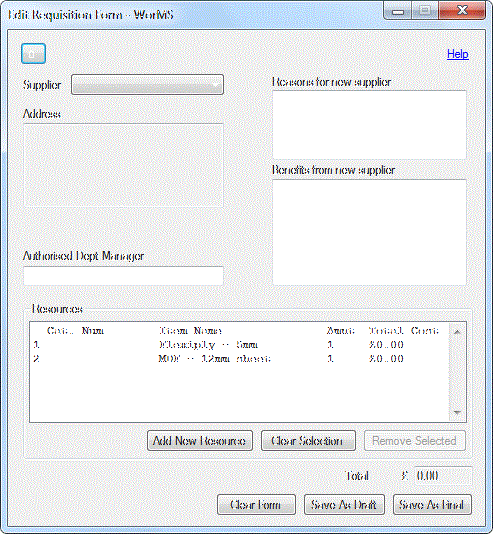 Edit Requisition Form - WorMS
Help
Supplier
Reasons for new supplier
Address
Benefits from new supplier
Authorised Dept Manager
Resources
Cat. Num Item Name Amnt Total Cost
1 Flexiply - 5mm 1 £0.00
2 MDF - 12mm sheet 1 £0.00
Add New Resource Clear Selection Remove Selected
Total £ 0.00
Clear Form Save As Draft Save As Final